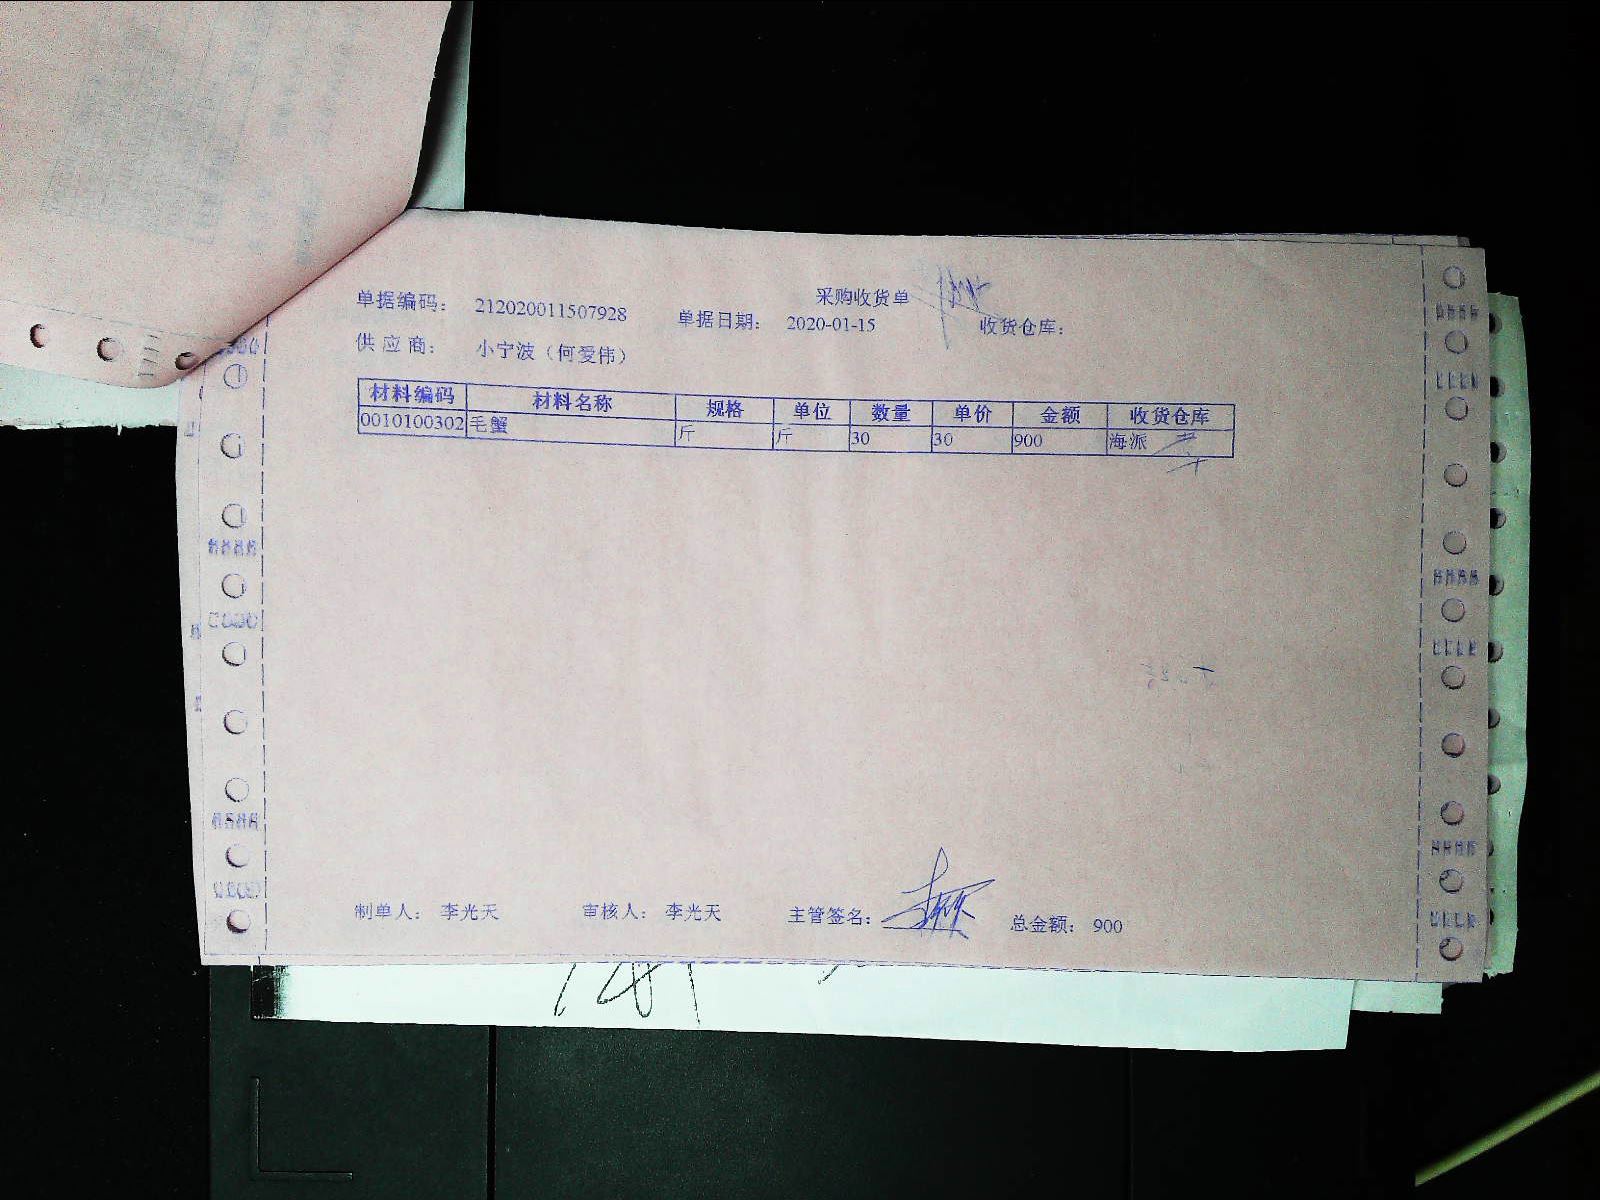 采购收货单
单据编码： 212020011507928 单据日期： 2020-01-15 收货仓库：
供应商： 小宁波（何爱伟）
材料编码 材料名称 规格 单位 数量 单价 金额 收货仓库
0010100302 毛蟹 斤 斤 30 30 900 海派
制单人： 李光天 审核人： 李光天 主管签名： 总金额： 900